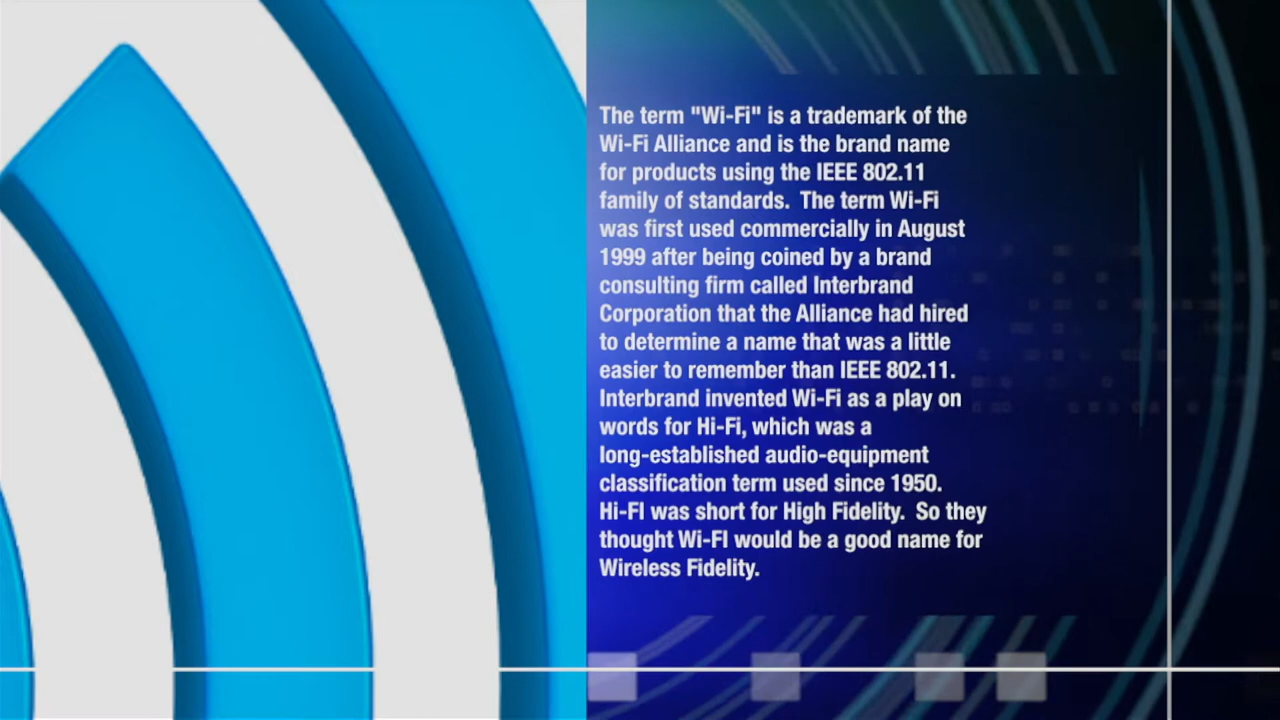 The term "Wi-Fi" is a trademark of the
Wi-Fi Alliance and is the brand name
for products using the IEEE 802.11
family of standards.  The term Wi-Fi
was first used commercially in August
1999 after being coined by a brand
consulting firm called Interbrand
Corporation that the Alliance had hired
to determine a name that was a little
easier to remember than IEEE 802.11.
Interbrand invented Wi-Fi as a play on
words for Hi-Fi, which was a
long-established audio-equipment
classification term used since 1950.
Hi-FI was short for High Fidelity.  So they
thought Wi-FI would be a good name for
Wireless Fidelity.